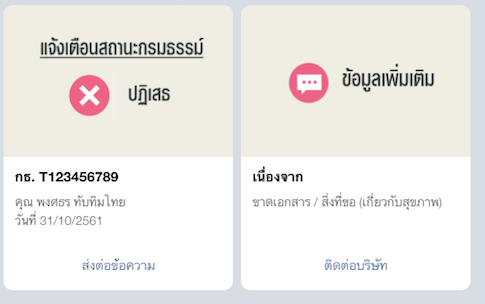 แจ้งเตือนสถานะกรมธรรม์
ปฏิเสธ
กธ. T123456789
คุณ พงศธร ทับทิมไทย
วันที่ 31/10/2561
ส่งต่อข้อความ
ข้อมูลเพิ่มเติม
เนื่องจาก
ขาดเอกสาร / สิ่งที่ขอ (เกี่ยวกับสุขภาพ)
ติดต่อบริษัท